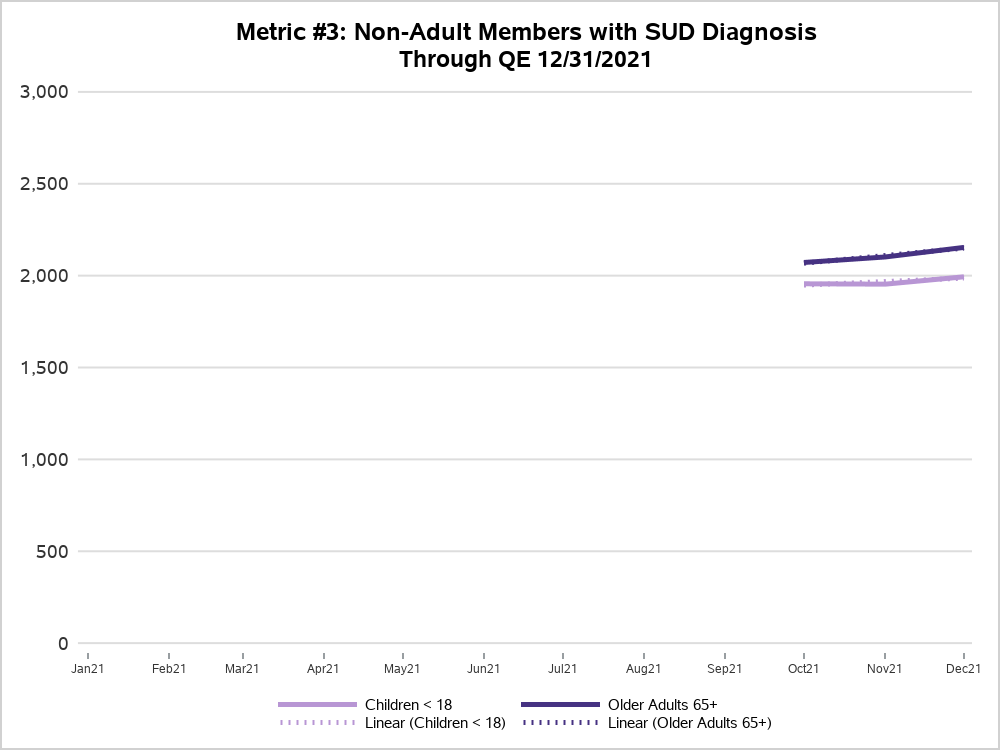 Metric #3: Non-Adult Members with SUD Diagnosis
Through QE 12/31/2021
3,000
2,500
2,000
1,500
1,000
500
0
Jan21 Feb21 Mar21 Apr21 May21 Jun21 Jul21 Aug21 Sep21 Oct21 Nov21 Dec21
Children < 18 Older Adults 65+
Linear (Children < 18) Linear (Older Adults 65+)